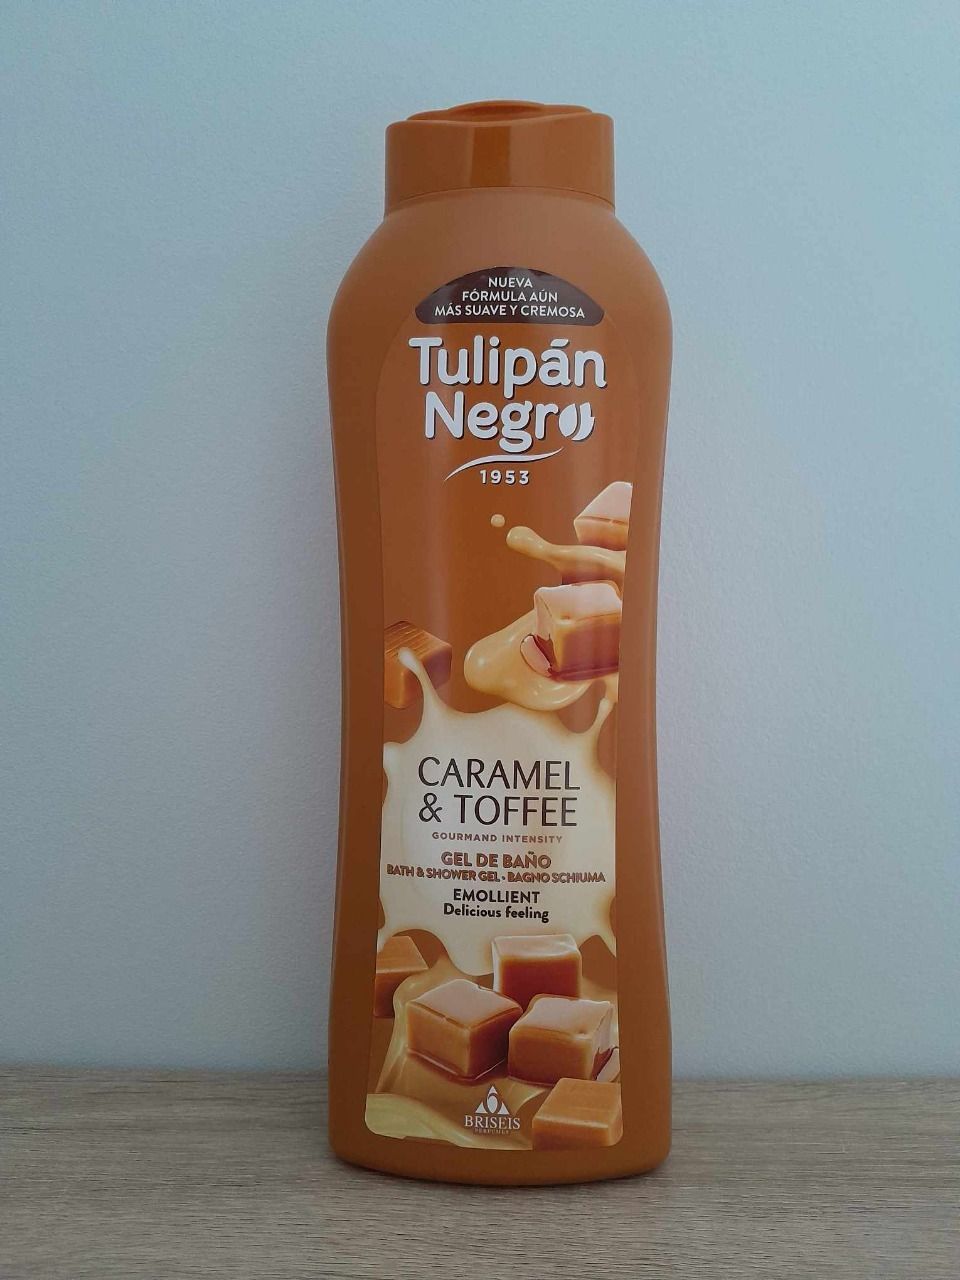 NUEVA
FÓRMULA AÚN
MÁS SUAVE Y CREMOSA
Tulipán
Negro
1953
CARAMEL
& TOFFEE
GOURMAND INTENSITY
GEL DE BAÑO
BATH & SHOWER GEL • BAGNO SCHIUMA
EMOLLIENT
Delicious feeling
BRISEIS
PERFUMES